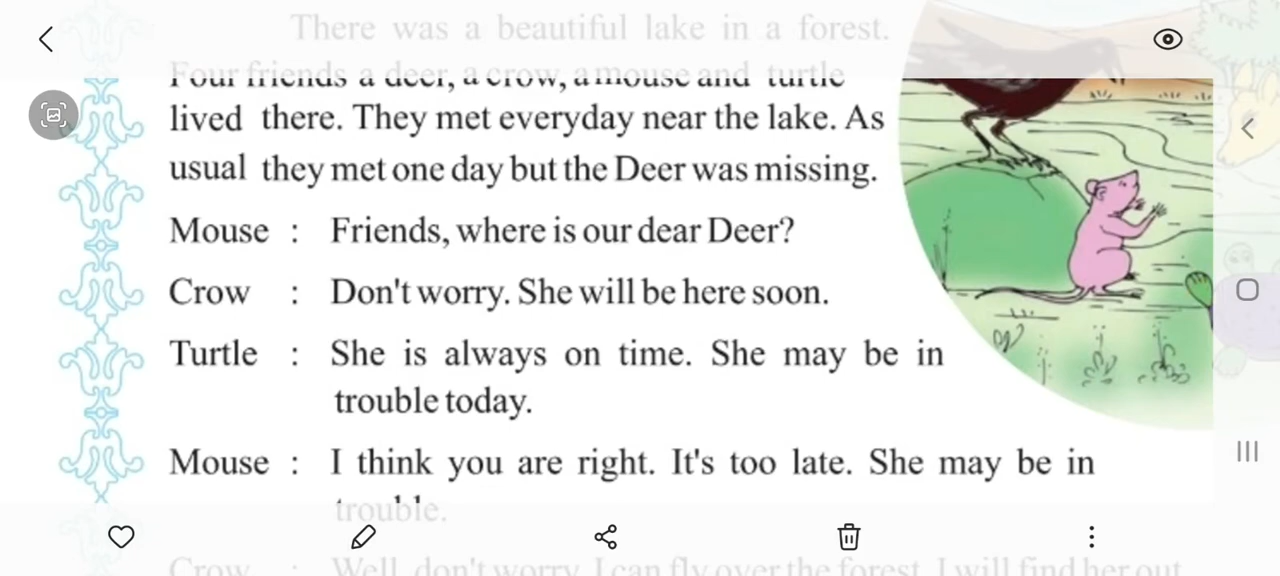 There was a beautiful lake in a forest.
Four friends a deer, a crow, a mouse and turtle
lived there. They met everyday near the lake. As
usual they met one day but the Deer was missing.
Mouse : Friends, where is our dear Deer?
Crow : Don't worry. She will be here soon.
Turtle : She is always on time. She may be in
trouble today.
Mouse : I think you are right. It's too late. She may be in
trouble.
Crow : Well, don't worry. I can fly over the forest. I will find her out